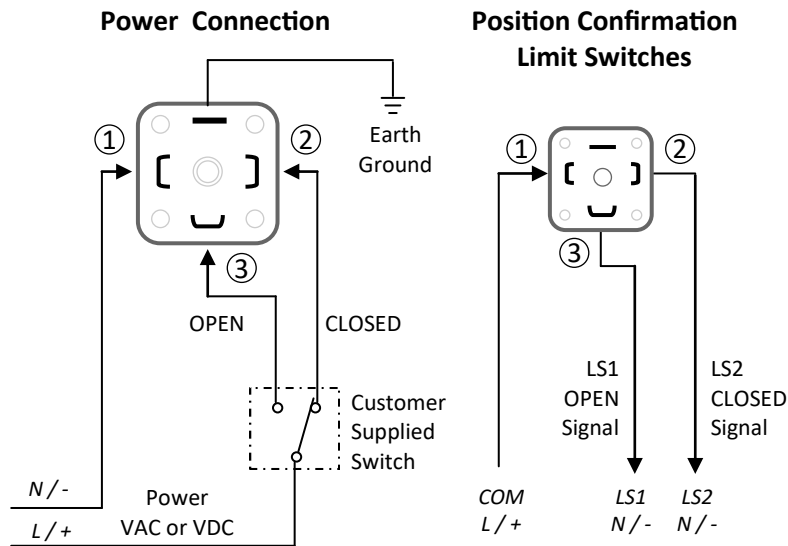 Power Connection
Earth
Ground
①
②
③
OPEN
CLOSED
Customer
Supplied
Switch
N / -
L / +
Power
VAC or VDC
Position Confirmation
Limit Switches
①
②
③
LS1
OPEN
Signal
LS2
CLOSED
Signal
COM
L / +
LS1
N / -
LS2
N / -